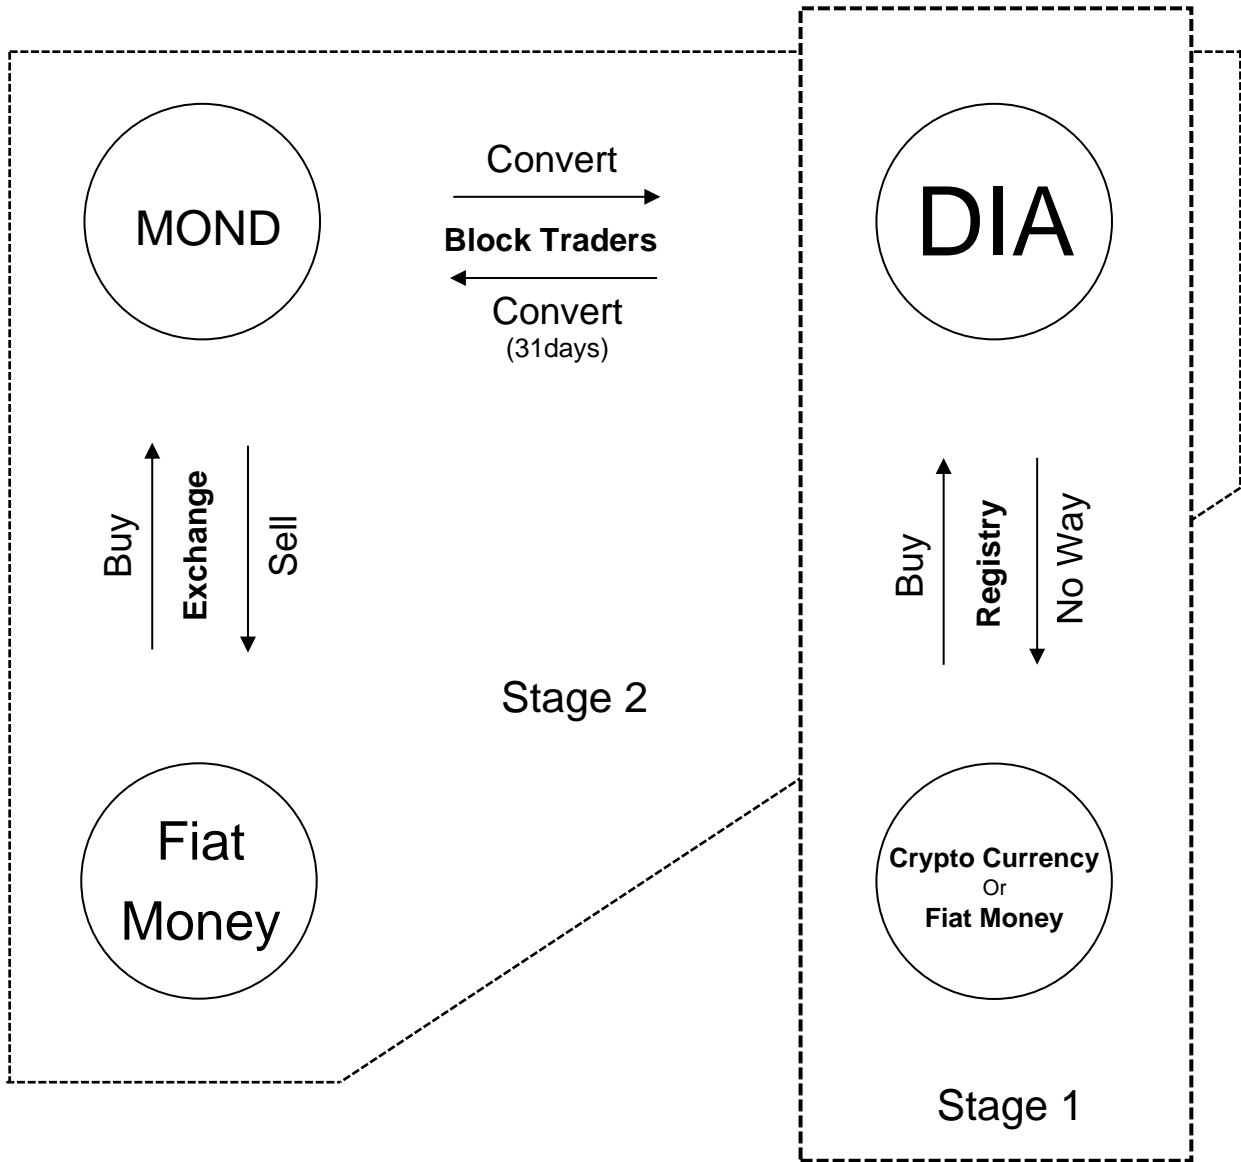 Convert
MOND
Block Traders
DIA
Convert
(31days)
Buy
Exchange
Sell
Buy
Registry
No Way
Stage 2
Fiat
Money
Crypto Currency
Or
Fiat Money
Stage 1